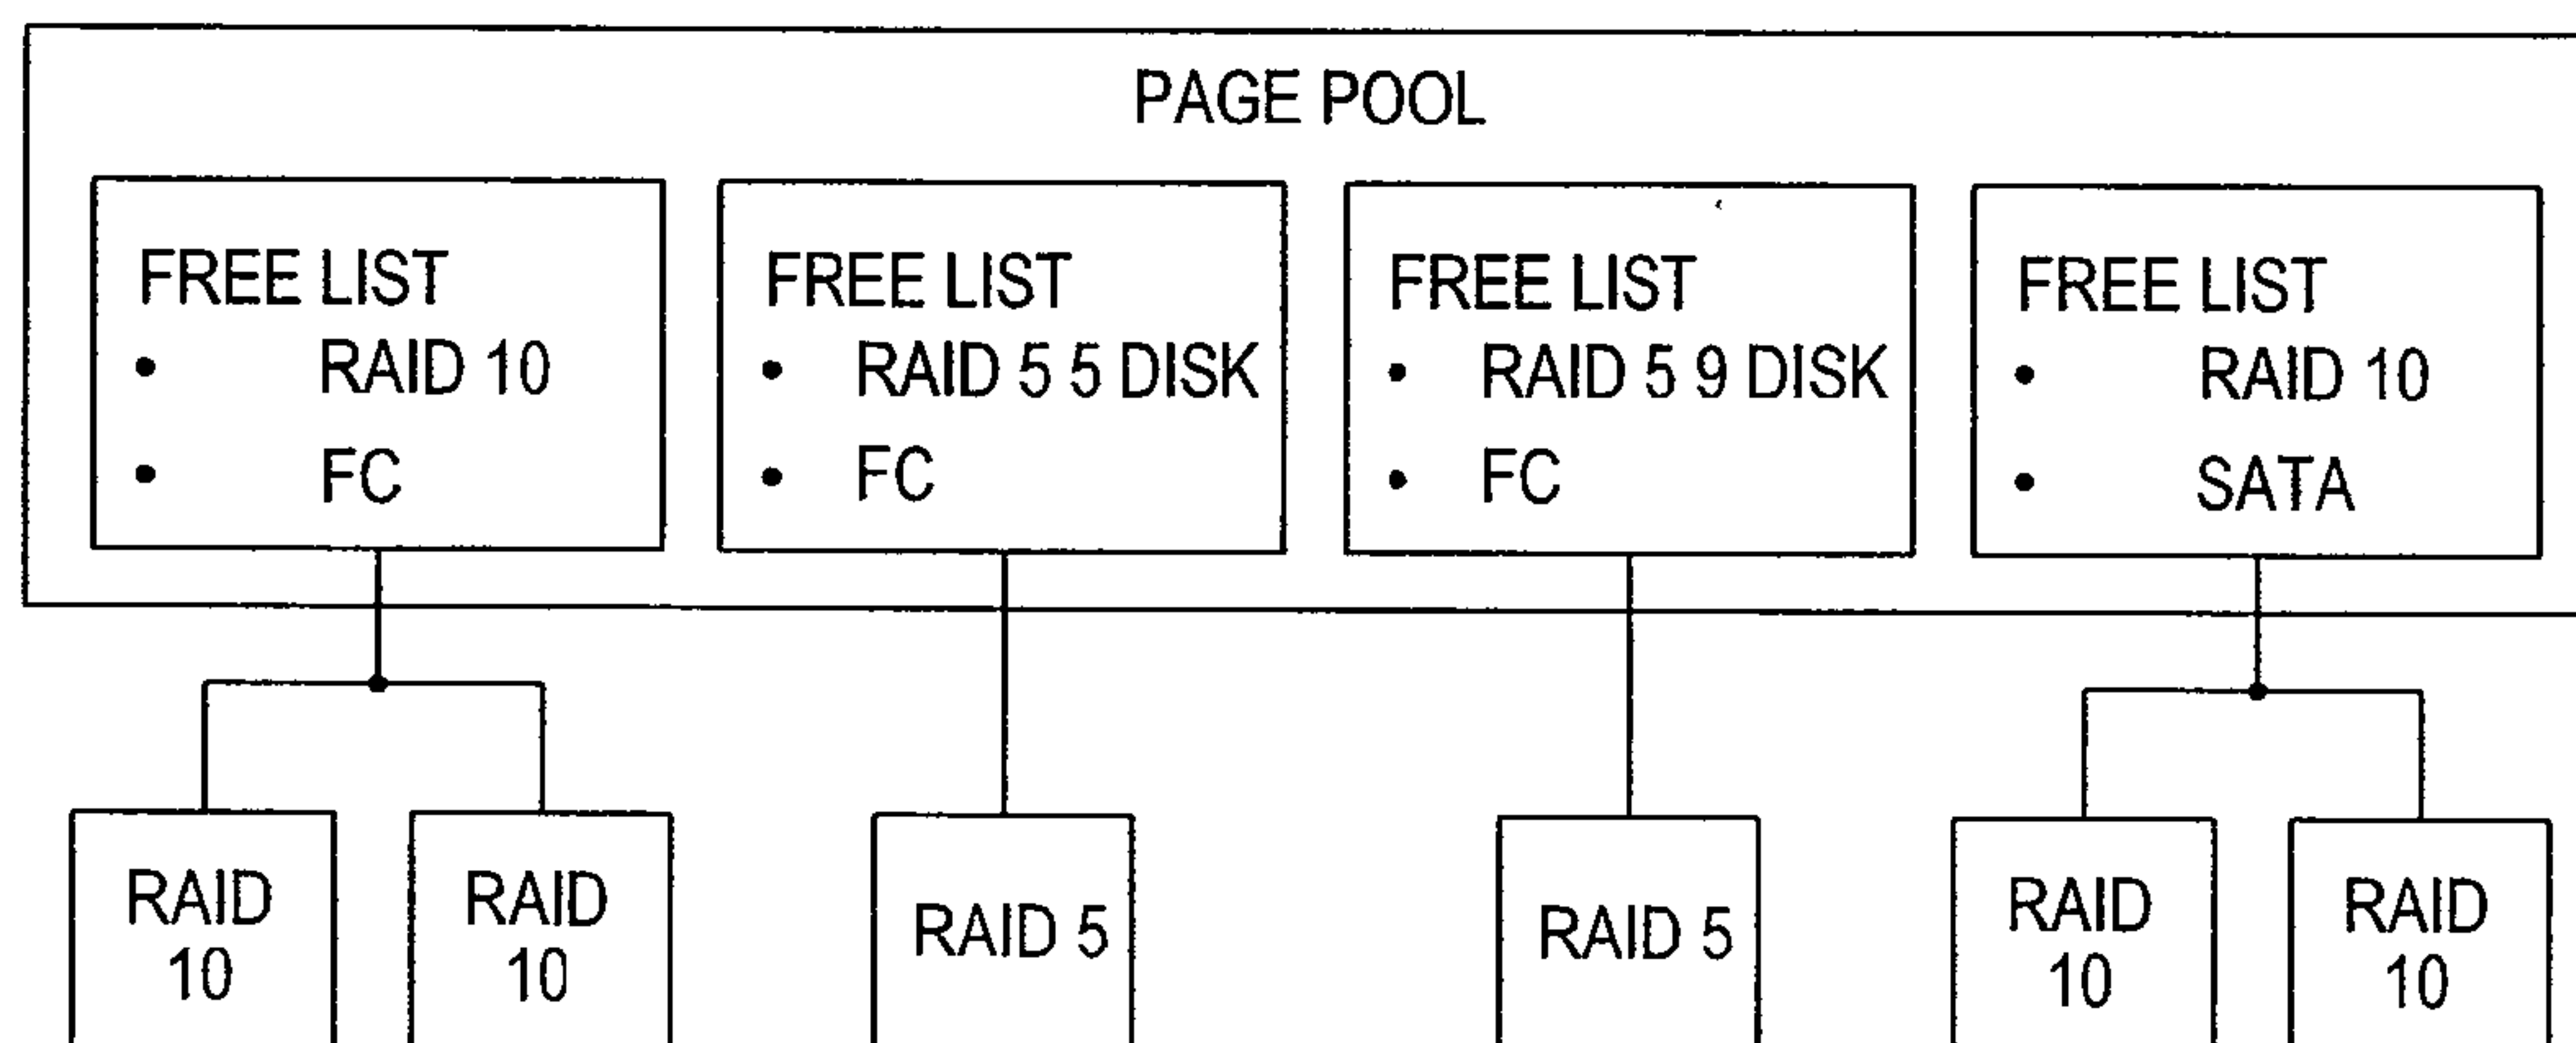 PAGE POOL
FREE LIST
• RAID 10
• FC
FREE LIST
• RAID 5 5 DISK
• FC
FREE LIST
• RAID 5 9 DISK
• FC
FREE LIST
• RAID 10
• SATA
RAID
10
RAID
10
RAID 5
RAID 5
RAID
10
RAID
10